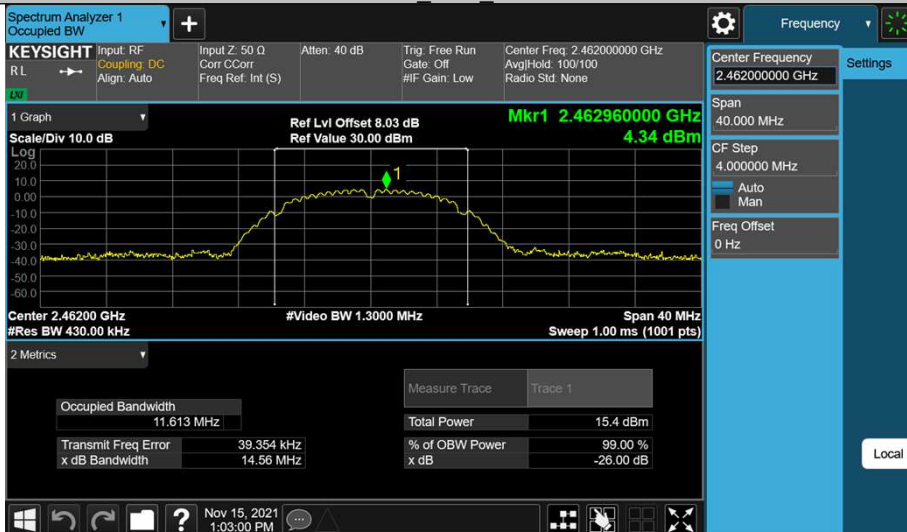 Spectrum Analyzer 1
Occupied BW
Frequency
KEYSIGHT
R L
LXI
Input: RF
Coupling: DC
Align: Auto
Input Z: 50 Ω
Corr CCorr
Freq Ref: Int (S)
Atten: 40 dB
Trig: Free Run
Gate: Off
#IF Gain: Low
Center Freq: 2.462000000 GHz
Avg|Hold: 100/100
Radio Std: None
Center Frequency
2.462000000 GHz
Settings
Span
40.000 MHz
CF Step
4.000000 MHz
Auto
Man
Freq Offset
0 Hz
Local
1 Graph
Scale/Div 10.0 dB
Ref Lvl Offset 8.03 dB
Ref Value 30.00 dBm
Mkr1 2.462960000 GHz
4.34 dBm
Log
20.0
10.0
0.00
-10.0
-20.0
-30.0
-40.0
-50.0
-60.0
1
Center 2.46200 GHz
#Video BW 1.3000 MHz
Span 40 MHz
#Res BW 430.00 kHz
Sweep 1.00 ms (1001 pts)
2 Metrics
Measure Trace
Trace 1
Occupied Bandwidth
11.613 MHz
Total Power
15.4 dBm
Transmit Freq Error
39.354 kHz
% of OBW Power
99.00 %
x dB Bandwidth
14.56 MHz
x dB
-26.00 dB
?
Nov 15, 2021
1:03:00 PM